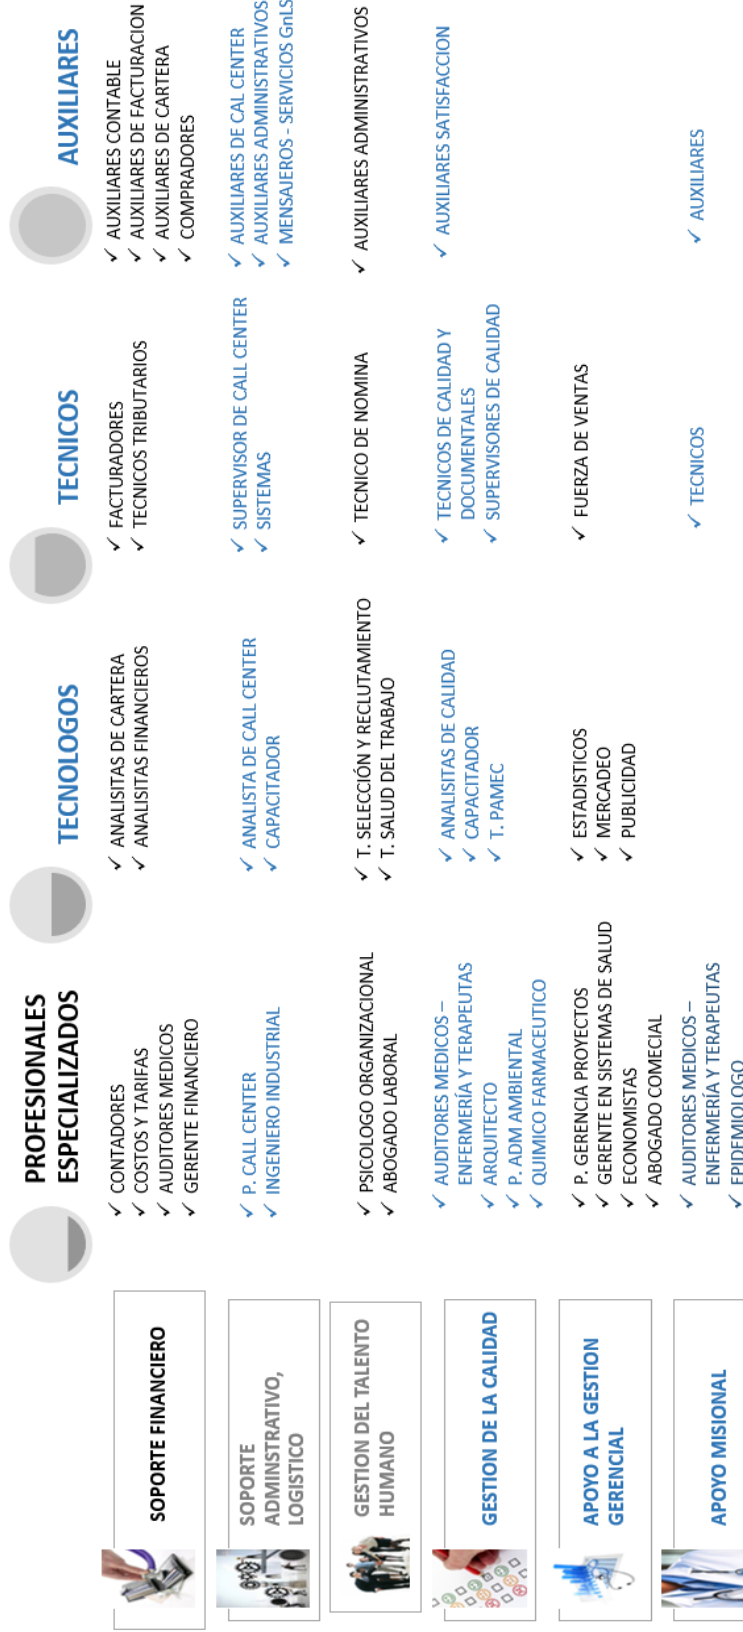 PROFESIONALES
ESPECIALIZADOS
TECNOLOGOS
TECNICOS
AUXILIARES
SOPORTE FINANCIERO
✓ CONTADORES
✓ COSTOS Y TARIFAS
✓ AUDITORES MEDICOS
✓ GERENTE FINANCIERO
✓ ANALISITAS DE CARTERA
✓ ANALISITAS FINANCIEROS
✓ FACTURADORES
✓ TECNICOS TRIBUTARIOS
✓ AUXILIARES CONTABLE
✓ AUXILIARES DE FACTURACION
✓ AUXILIARES DE CARTERA
✓ COMPRADORES
SOPORTE
ADMINSTRATIVO,
LOGISTICO
✓ P. CALL CENTER
✓ INGENIERO INDUSTRIAL
✓ ANALISTA DE CALL CENTER
✓ CAPACITADOR
✓ SUPERVISOR DE CALL CENTER
✓ SISTEMAS
✓ AUXILIARES DE CAL CENTER
✓ AUXILIARES ADMINISTRATIVOS
✓ MENSAJEROS - SERVICIOS GnLS
GESTION DEL TALENTO
HUMANO
✓ PSICOLOGO ORGANIZACIONAL
✓ ABOGADO LABORAL
✓ T. SELECCIÓN Y RECLUTAMIENTO
✓ T. SALUD DEL TRABAJO
✓ TECNICO DE NOMINA
✓ AUXILIARES ADMINISTRATIVOS
GESTION DE LA CALIDAD
✓ AUDITORES MEDICOS –
ENFERMERÍA Y TERAPEUTAS
✓ ARQUITECTO
✓ P. ADM AMBIENTAL
✓ QUIMICO FARMACEUTICO
✓ ANALISITAS DE CALIDAD
✓ CAPACITADOR
✓ T. PAMEC
✓ TECNICOS DE CALIDAD Y
DOCUMENTALES
✓ SUPERVISORES DE CALIDAD
✓ AUXILIARES SATISFACCION
APOYO A LA GESTION
GERENCIAL
✓ P. GERENCIA PROYECTOS
✓ GERENTE EN SISTEMAS DE SALUD
✓ ECONOMISTAS
✓ ABOGADO COMECIAL
✓ ESTADISTICOS
✓ MERCADEO
✓ PUBLICIDAD
✓ FUERZA DE VENTAS
APOYO MISIONAL
✓ AUDITORES MEDICOS –
ENFERMERÍA Y TERAPEUTAS
✓ EPIDEMIOLOGO
✓ TECNICOS
✓ AUXILIARES